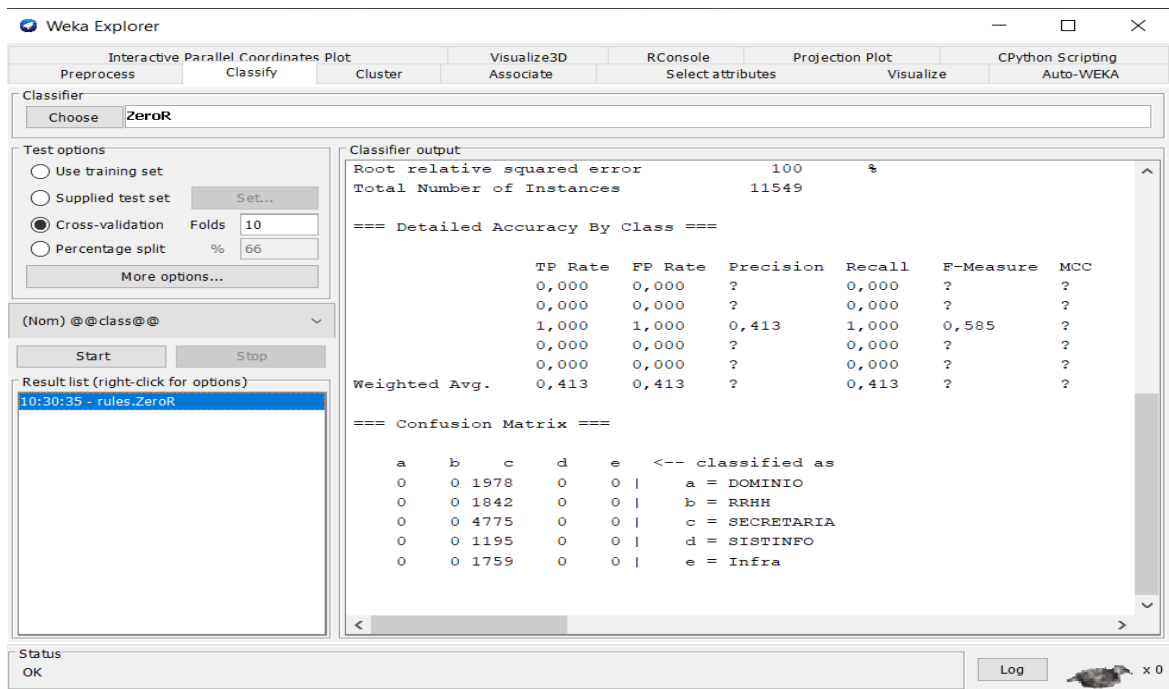 Weka Explorer
Interactive Parallel Coordinates Plot Visualize3D RConsole Projection Plot CPython Scripting
Preprocess Classify Cluster Associate Select attributes Visualize Auto-WEKA
Classifier
Choose ZeroR
Test options
Use training set
Supplied test set Set...
Cross-validation Folds 10
Percentage split % 66
More options...
(Nom) @@class@@
Start Stop
Result list (right-click for options)
10:30:35 - rules.ZeroR
Classifier output
Root relative squared error 100 %
Total Number of Instances 11549
=== Detailed Accuracy By Class ===
TP Rate FP Rate Precision Recall F-Measure MCC
0,000 0,000 ? 0,000 ? ?
0,000 0,000 ? 0,000 ? ?
1,000 1,000 0,413 1,000 0,585 ?
0,000 0,000 ? 0,000 ? ?
0,000 0,000 ? 0,000 ? ?
Weighted Avg. 0,413 0,413 ? 0,413 ? ?
=== Confusion Matrix ===
a b c d e <-- classified as
0 0 1978 0 0 | a = DOMINIO
0 0 1842 0 0 | b = RRHH
0 0 4775 0 0 | c = SECRETARIA
0 0 1195 0 0 | d = SISTINFO
0 0 1759 0 0 | e = Infra
Status
OK
Log x 0